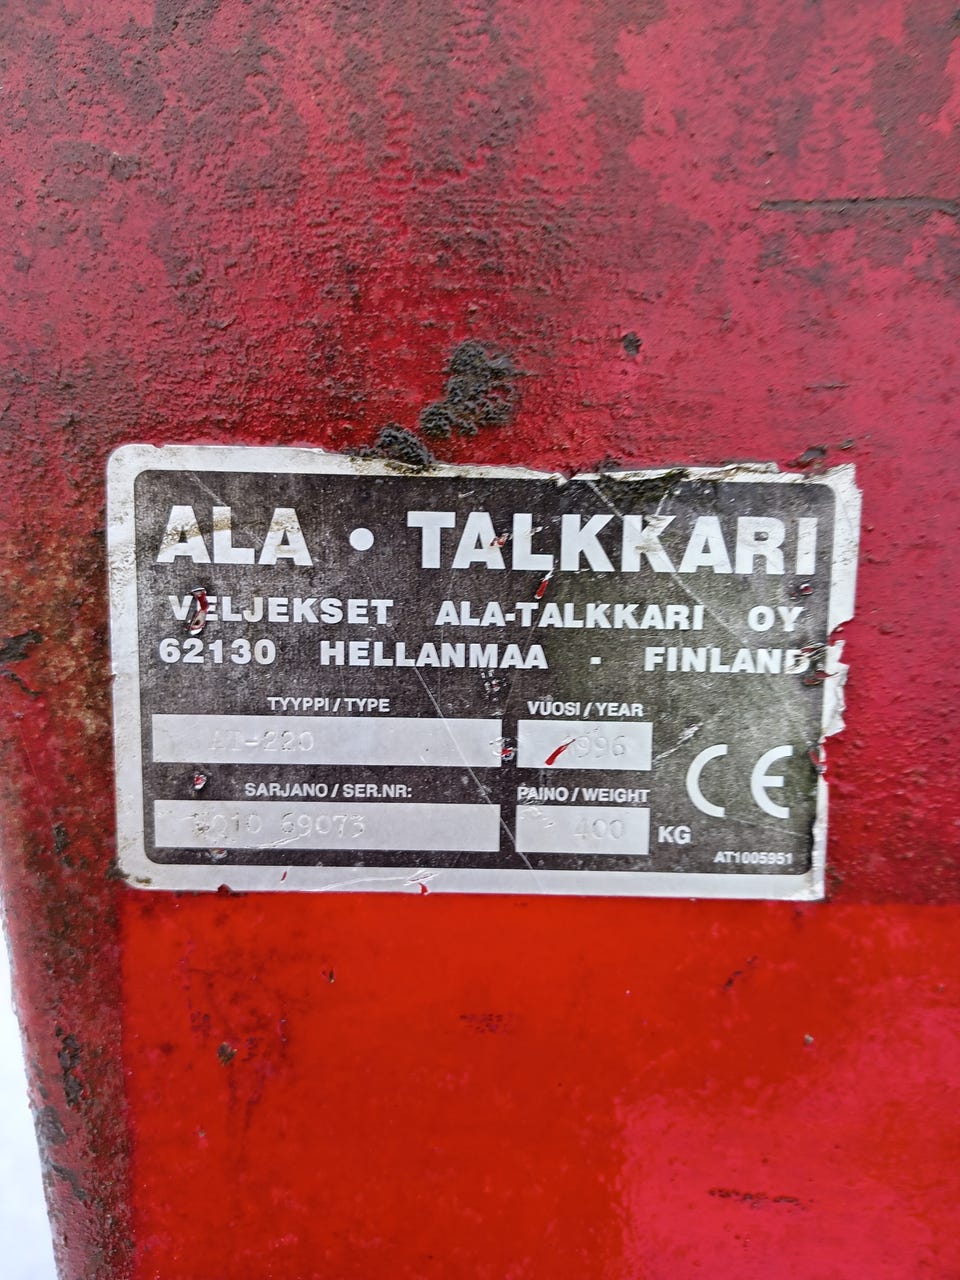 ALA • TALKKARI
VELJEKSET ALA-TALKKARI OY
62130 HELLANMAA - FINLAND
TYYPPI / TYPE
VUOSI / YEAR
AT-220
1996
SARJANO / SER.NR:
PAINO / WEIGHT
69073
400 KG
CE
AT1005951